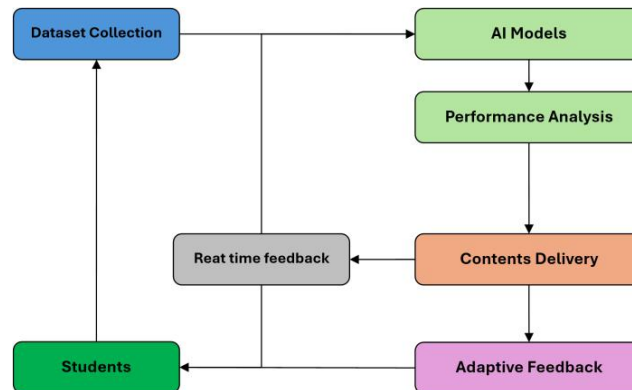 Dataset Collection
AI Models
Performance Analysis
Reat time feedback
Contents Delivery
Students
Adaptive Feedback